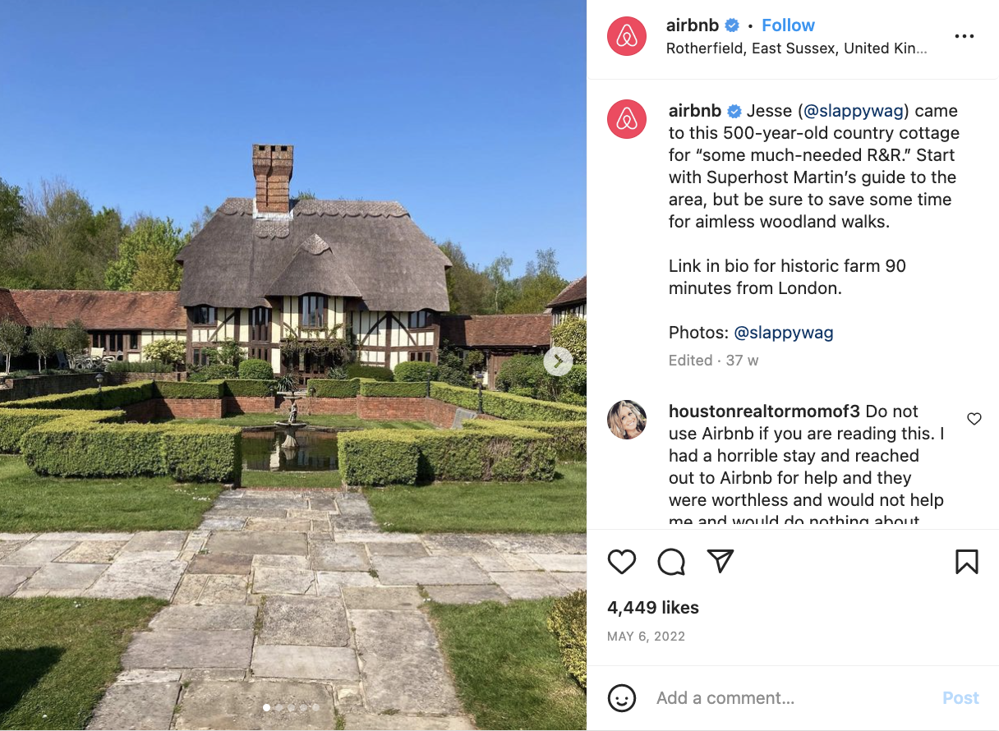 airbnb • Follow
Rotherfield, East Sussex, United Kin...
airbnb Jesse (@slappywag) came
to this 500-year-old country cottage
for “some much-needed R&R.” Start
with Superhost Martin’s guide to the
area, but be sure to save some time
for aimless woodland walks.
Link in bio for historic farm 90
minutes from London.
Photos: @slappywag
Edited · 37 w
houstonrealtormomof3 Do not
use Airbnb if you are reading this. I
had a horrible stay and reached
out to Airbnb for help and they
were worthless and would not help
me and would do nothing about
4,449 likes
MAY 6, 2022
Add a comment...
Post